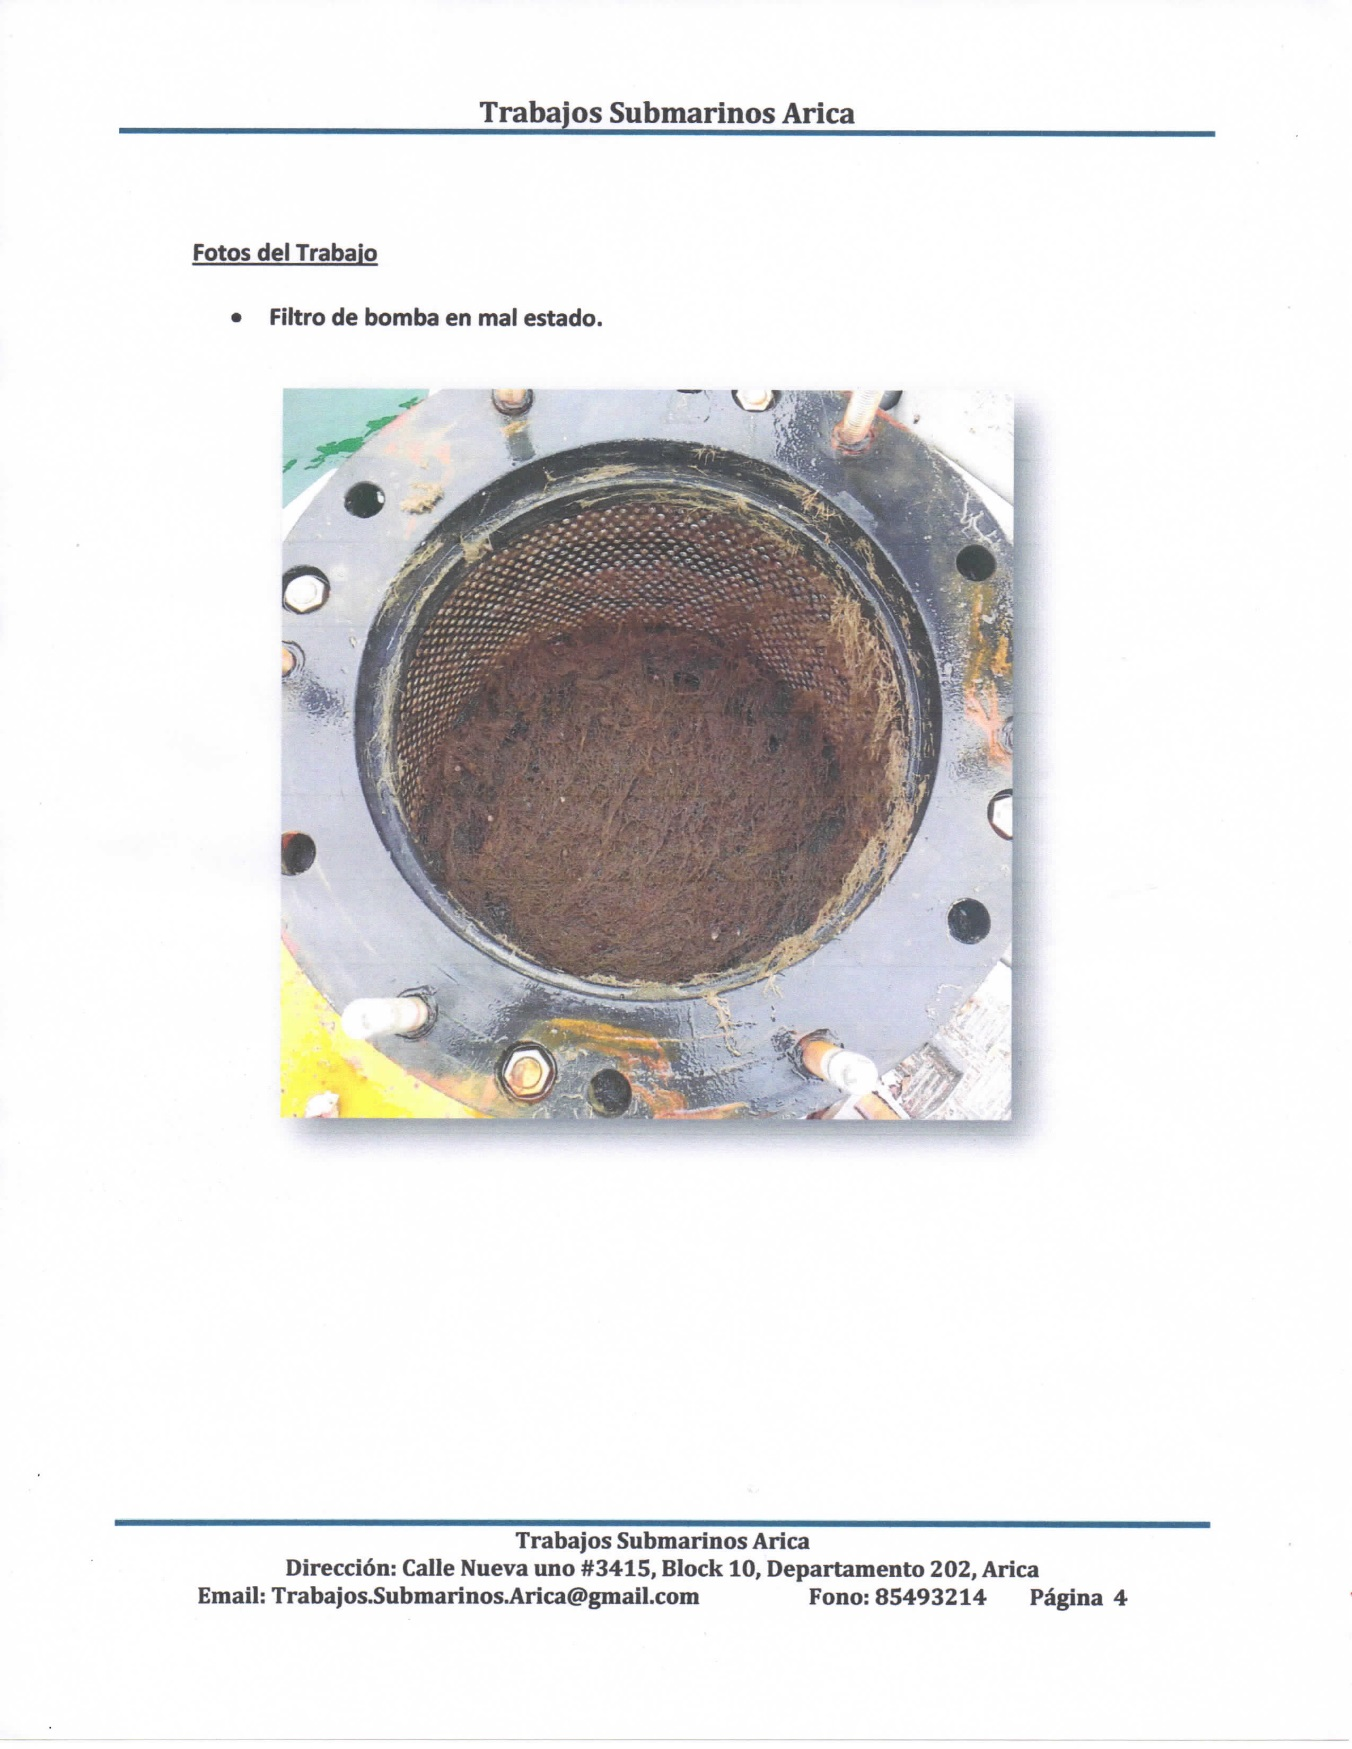 Trabajos Submarinos Arica
Fotos del Trabajo
• Filtro de bomba en mal estado.
Trabajos Submarinos Arica
Dirección: Calle Nueva uno #3415, Block 10, Departamento 202, Arica
Email: Trabajos.Submarinos.Arica@gmail.com Fono: 85493214 Página 4